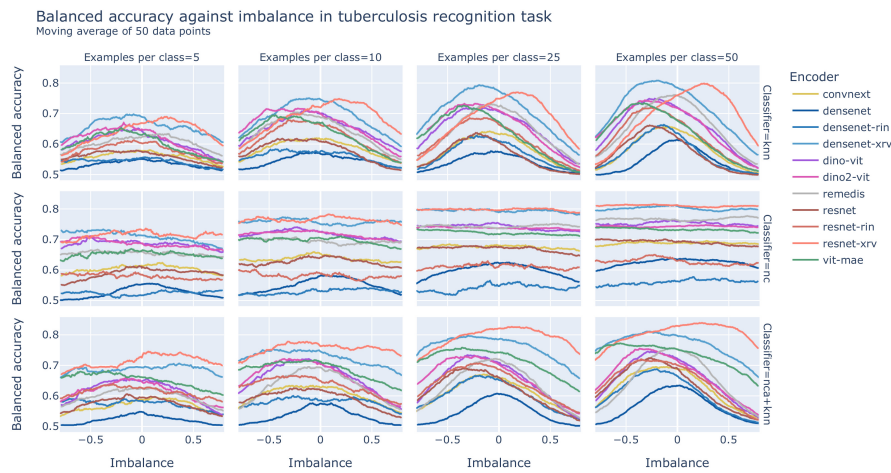 Balanced accuracy against imbalance in tuberculosis recognition task
Moving average of 50 data points
Examples per class=5
Examples per class=10
Examples per class=25
Examples per class=50
Encoder
convnext
densenet
densenet-rin
densenet-xrv
dino-vit
dino2-vit
remedis
resnet
resnet-rin
resnet-xrv
vit-mae
Balanced accuracy
0.8
0.7
0.6
0.5
Classifier=knn
Balanced accuracy
0.8
0.7
0.6
0.5
Classifier=nc
Balanced accuracy
0.8
0.7
0.6
0.5
Classifier=nca+knn
−0.5 0 0.5
−0.5 0 0.5
−0.5 0 0.5
−0.5 0 0.5
Imbalance
Imbalance
Imbalance
Imbalance